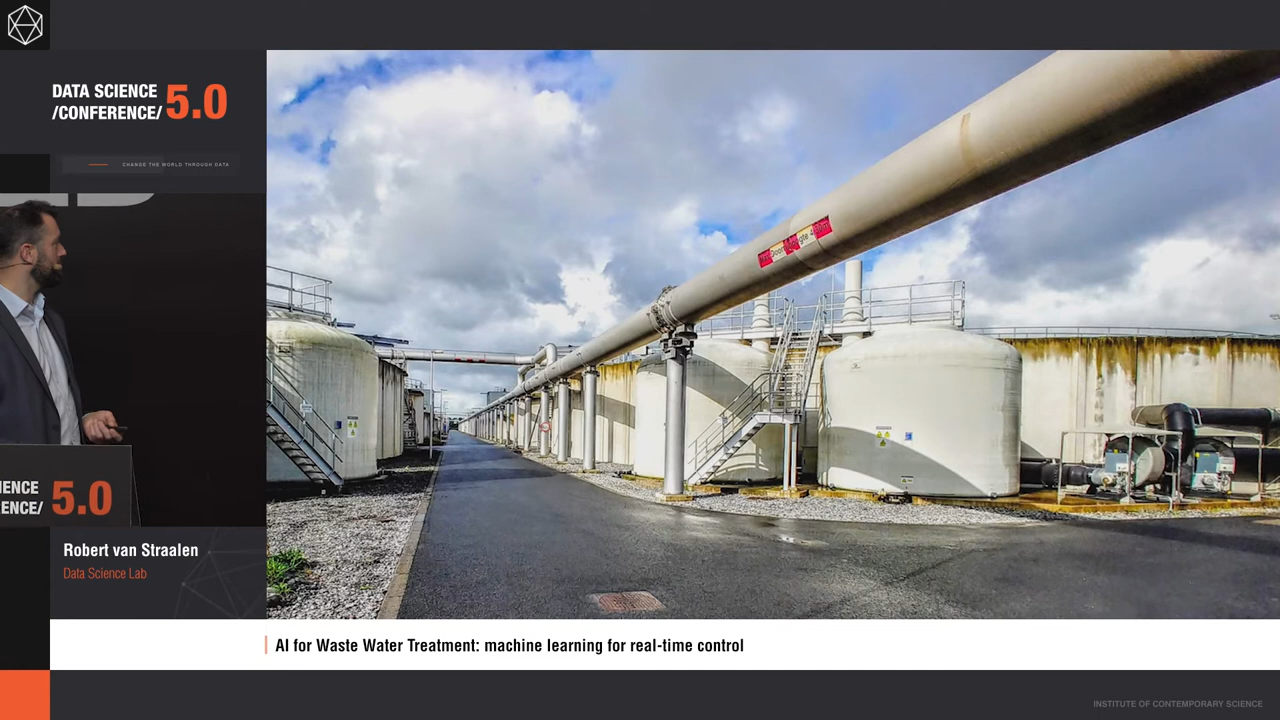 DATA SCIENCE
/CONFERENCE/ 5.0
CHANGE THE WORLD THROUGH DATA
IENCE
ENCE/ 5.0
Robert van Straalen
Data Science Lab
AI for Waste Water Treatment: machine learning for real-time control
INSTITUTE OF CONTEMPORARY SCIENCE